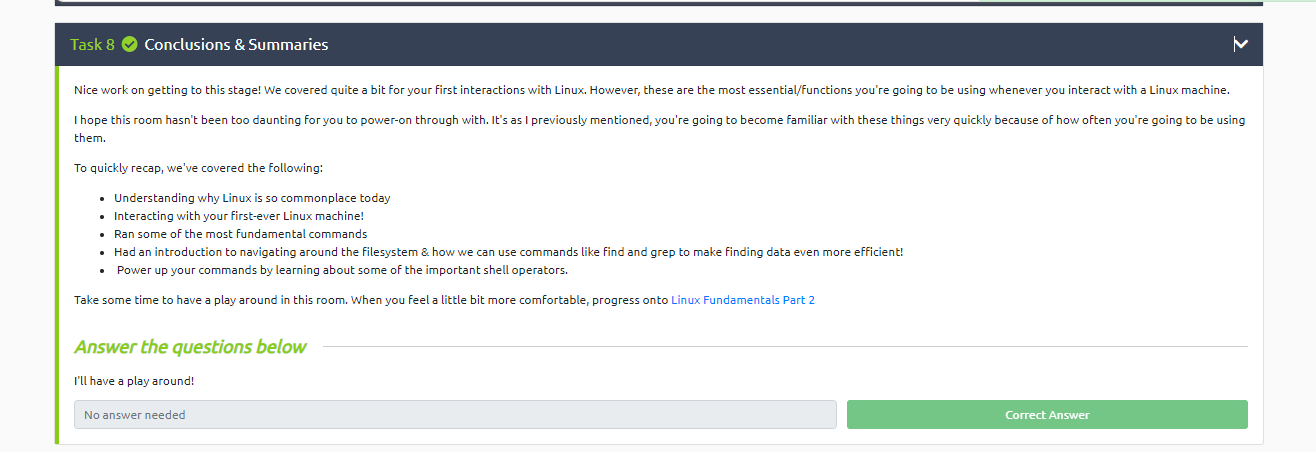 Task 8 Conclusions & Summaries
Nice work on getting to this stage! We covered quite a bit for your first interactions with Linux. However, these are the most essential/functions you're going to be using whenever you interact with a Linux machine.
I hope this room hasn't been too daunting for you to power-on through with. It's as I previously mentioned, you're going to become familiar with these things very quickly because of how often you're going to be using
them.
To quickly recap, we've covered the following:
• Understanding why Linux is so commonplace today
• Interacting with your first-ever Linux machine!
• Ran some of the most fundamental commands
• Had an introduction to navigating around the filesystem & how we can use commands like find and grep to make finding data even more efficient!
• Power up your commands by learning about some of the important shell operators.
Take some time to have a play around in this room. When you feel a little bit more comfortable, progress onto Linux Fundamentals Part 2
Answer the questions below
I'll have a play around!
No answer needed
Correct Answer